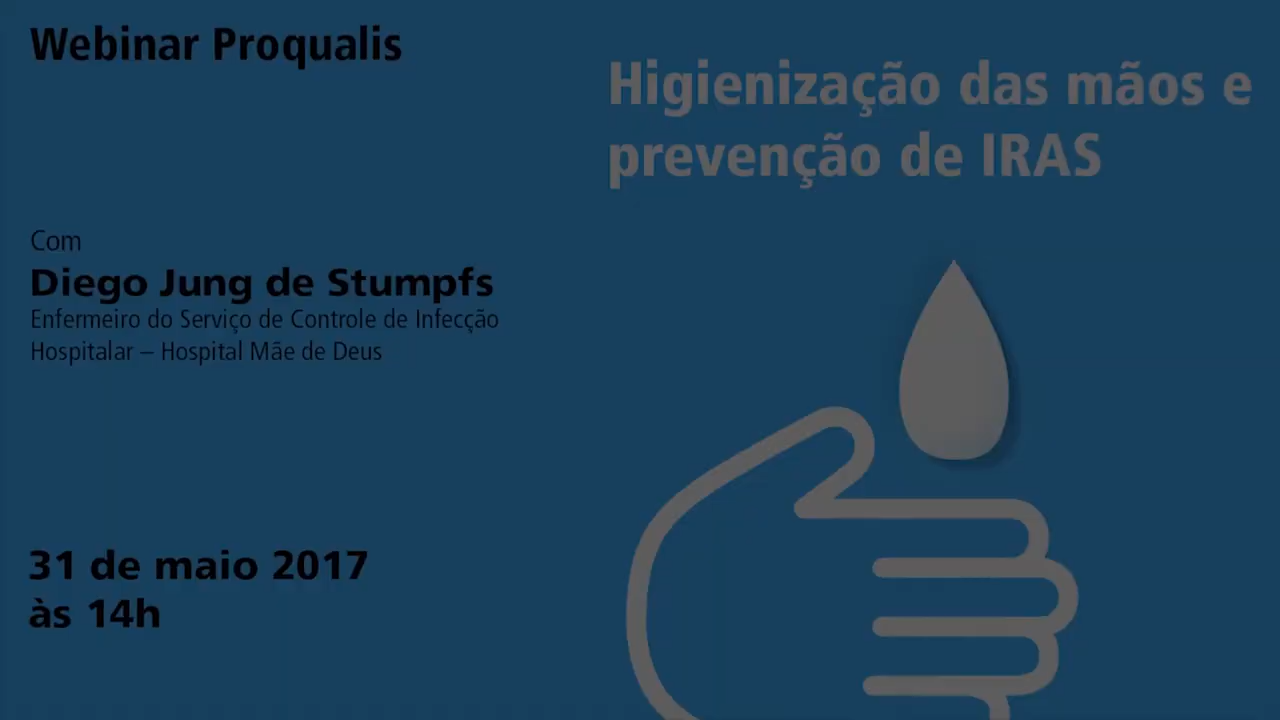 Webinar Proqualis
Higienização das mãos e
prevenção de IRAS
Com
Diego Jung de Stumpfs
Enfermeiro do Serviço de Controle de Infecção
Hospitalar – Hospital Mãe de Deus
31 de maio 2017
às 14h